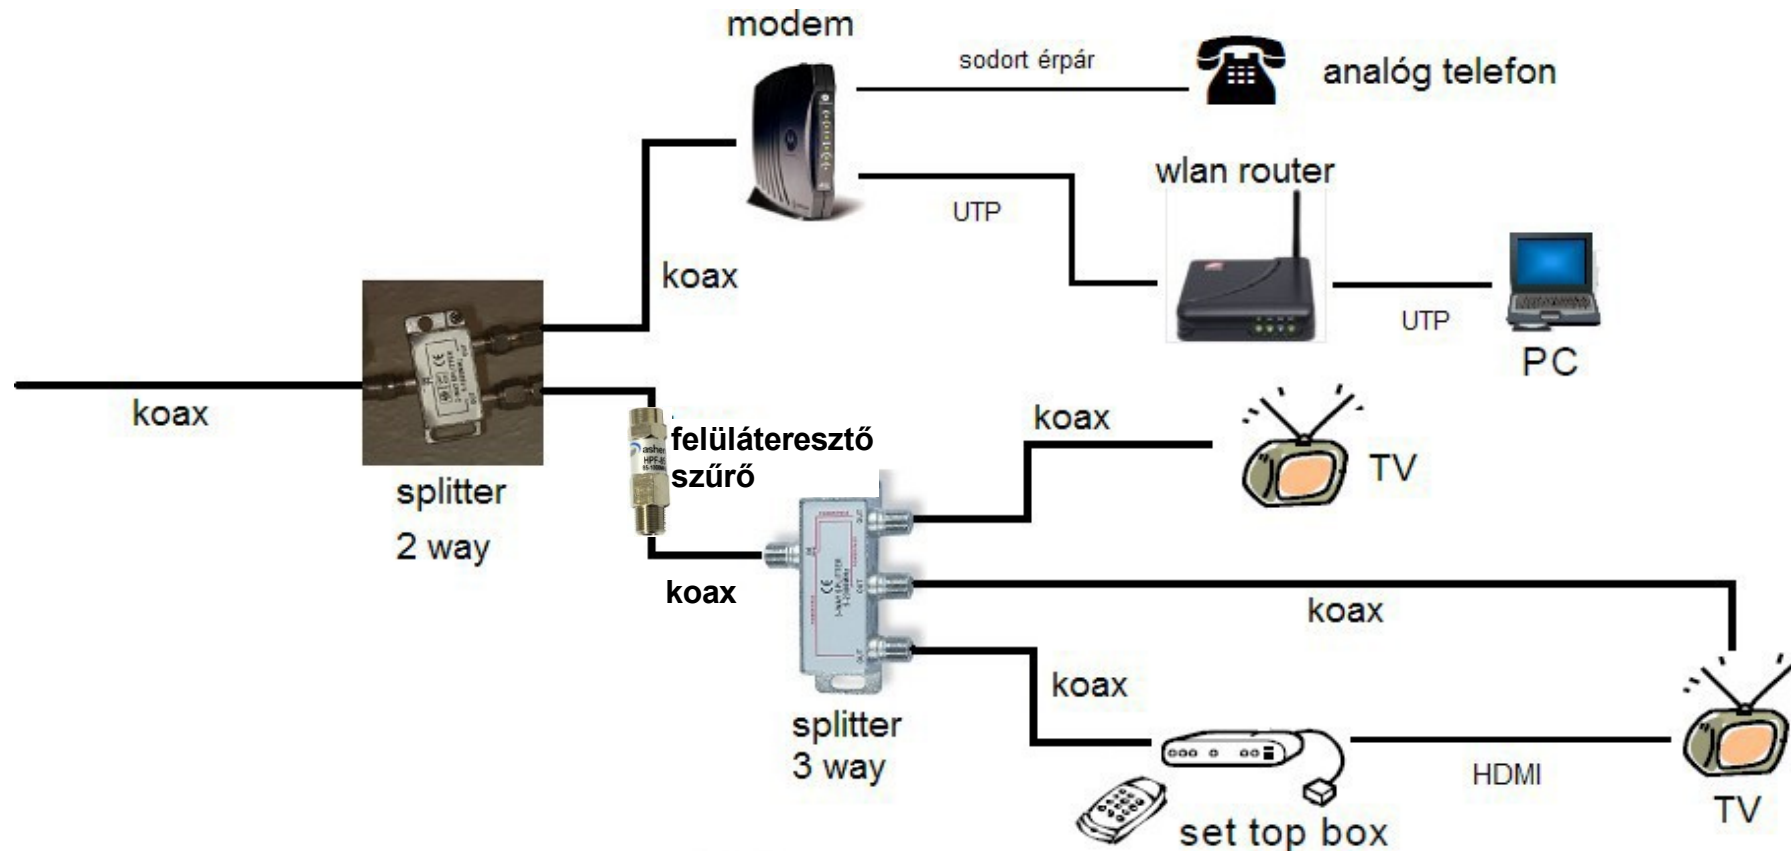 modem
sodort érpár
analóg telefon
wlan router
UTP
koax
UTP
PC
koax
koax
felüláteresztő
szűrő
TV
splitter
2 way
koax
koax
koax
splitter
3 way
HDMI
TV
set top box